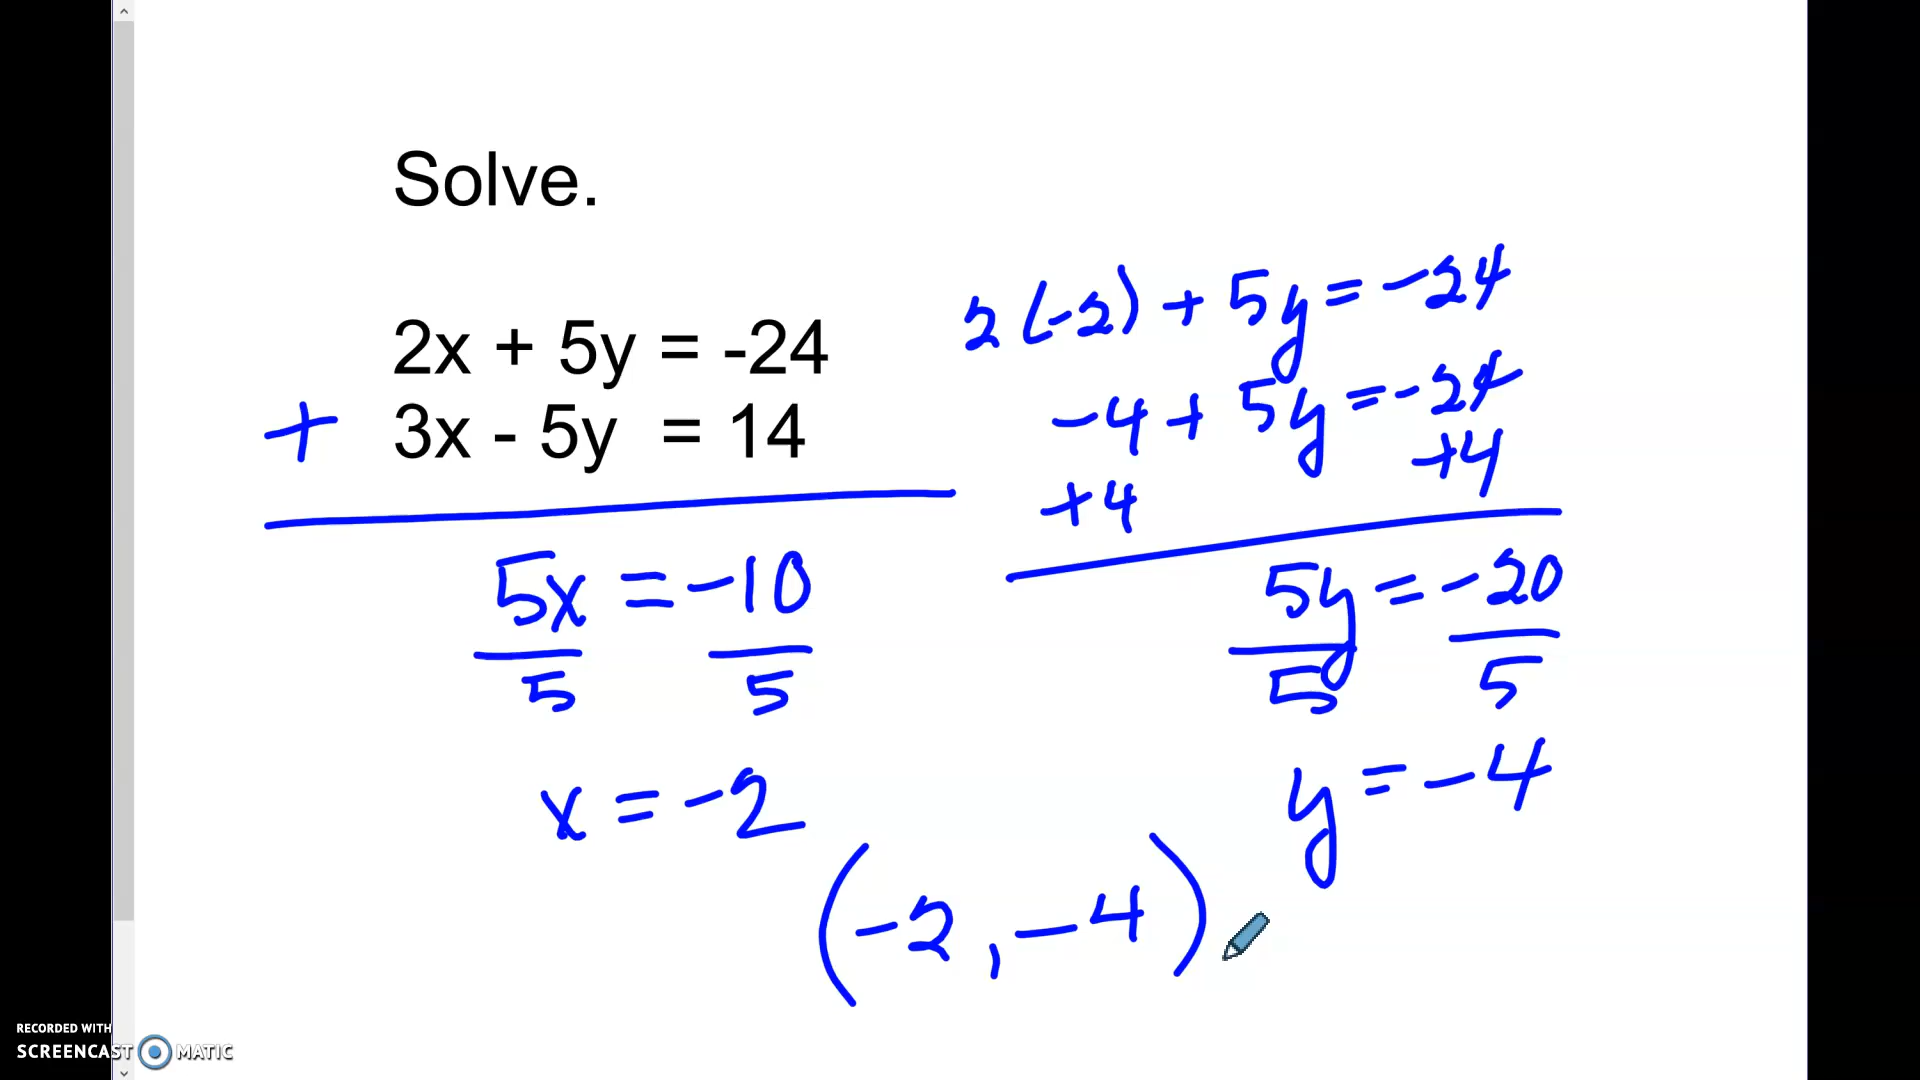 Solve.
2x + 5y = -24
+ 3x - 5y = 14
5x = -10
5 5
x = -2
2(-2) + 5y = -24
-4 + 5y = -24
+4 +4
5y = -20
5 5
y = -4
(-2, -4)
RECORDED WITH
SCREENCAST MATIC